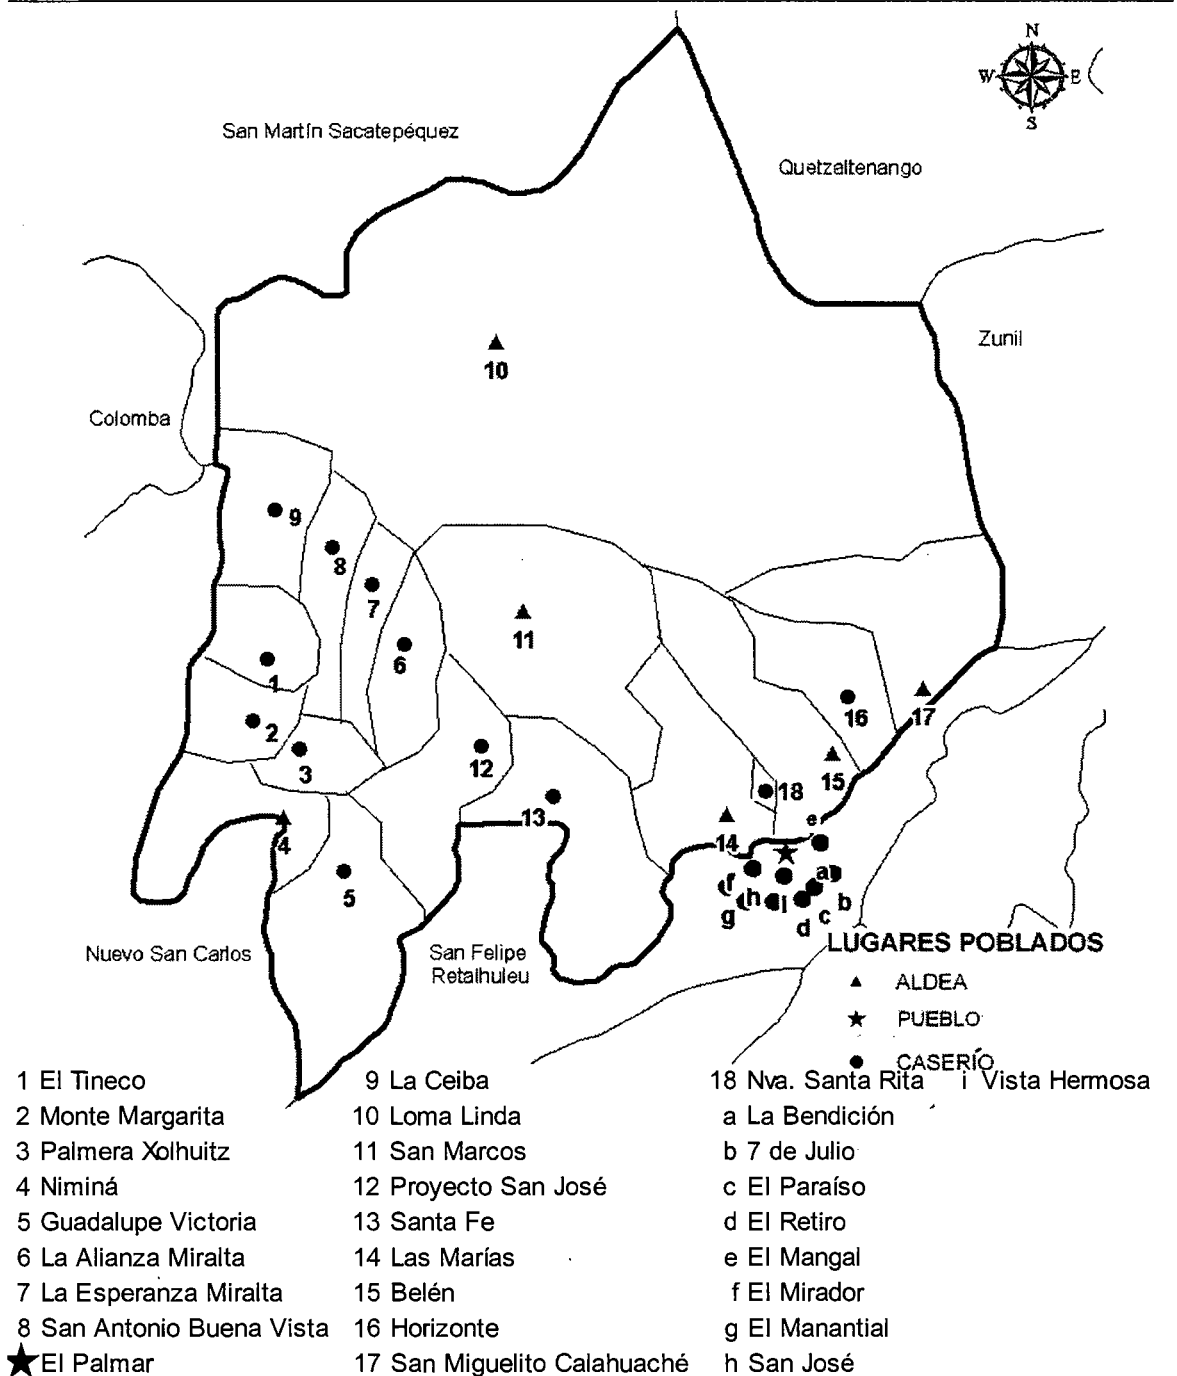 N
W E
S
San Martín Sacatepéquez
Quetzaltenango
Zunil
10
Colomba
9
8
7
11
6
1
16
17
2
12
3
15
18
13
e
14
4
a
f
5
h i b
g c
d
LUGARES POBLADOS
Nuevo San Carlos
San Felipe
Retalhuleu
ALDEA
PUEBLO
CASERÍO
1 El Tineco
2 Monte Margarita
3 Palmera Xolhuitz
4 Niminá
5 Guadalupe Victoria
6 La Alianza Miralta
7 La Esperanza Miralta
8 San Antonio Buena Vista
★ El Palmar
9 La Ceiba
10 Loma Linda
11 San Marcos
12 Proyecto San José
13 Santa Fe
14 Las Marías
15 Belén
16 Horizonte
17 San Miguelito Calahuaché
18 Nva. Santa Rita
a La Bendición
b 7 de Julio
c El Paraíso
d El Retiro
e El Mangal
f El Mirador
g El Manantial
h San José
i Vista Hermosa